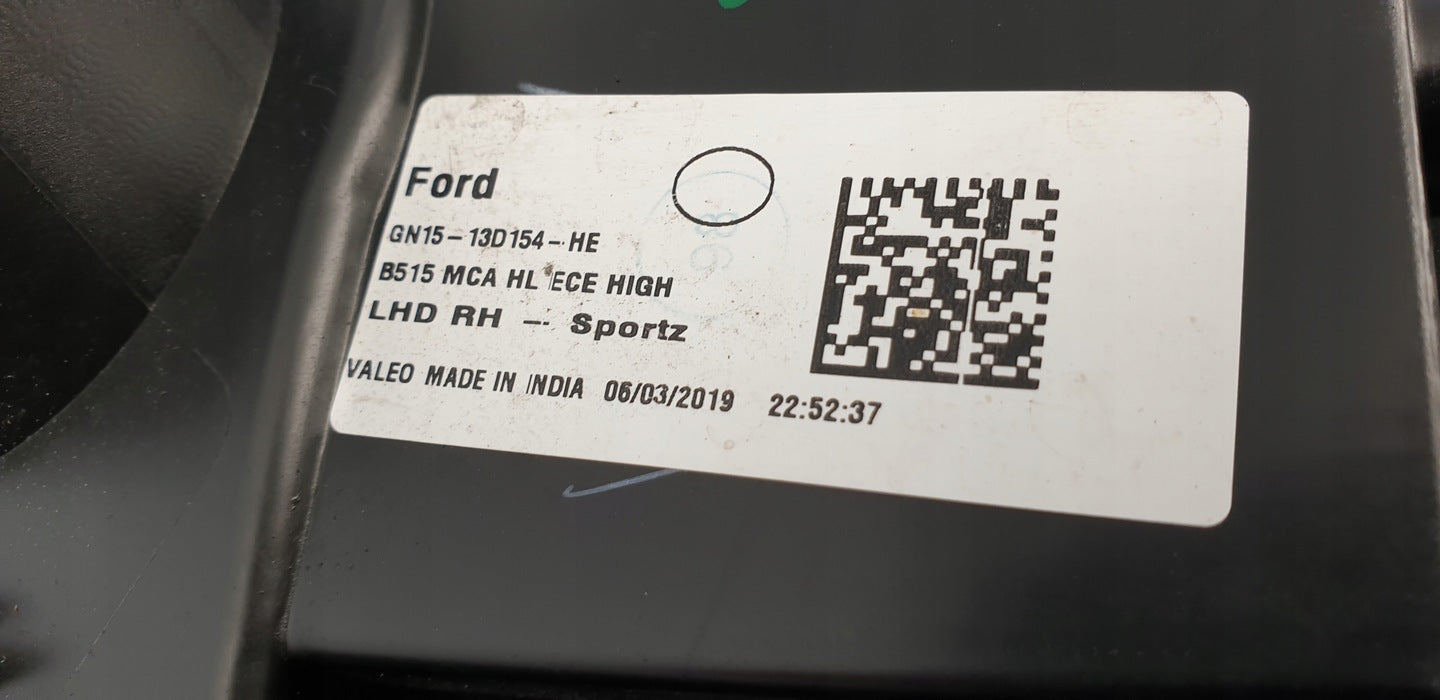 Ford
GN15-13D154-HE
B515 MCA HL ECE HIGH
LHD RH - Sportz
VALEO MADE IN INDIA 06/03/2019 22:52:37